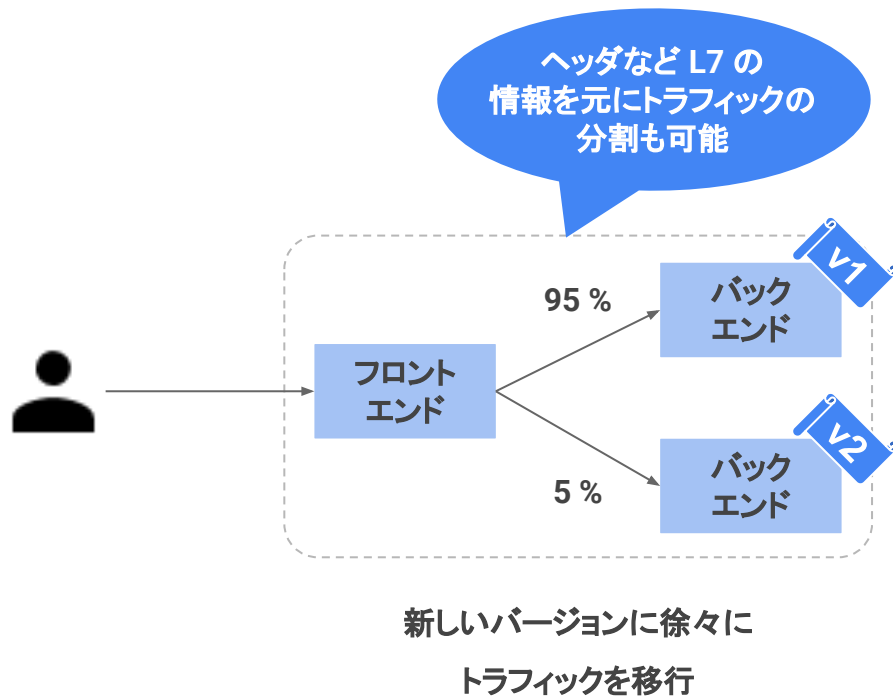 ヘッダなど L7 の
情報を元にトラフィックの
分割も可能
v1
95 %
バック
エンド
フロント
エンド
v2
5 %
バック
エンド
新しいバージョンに徐々に
トラフィックを移行